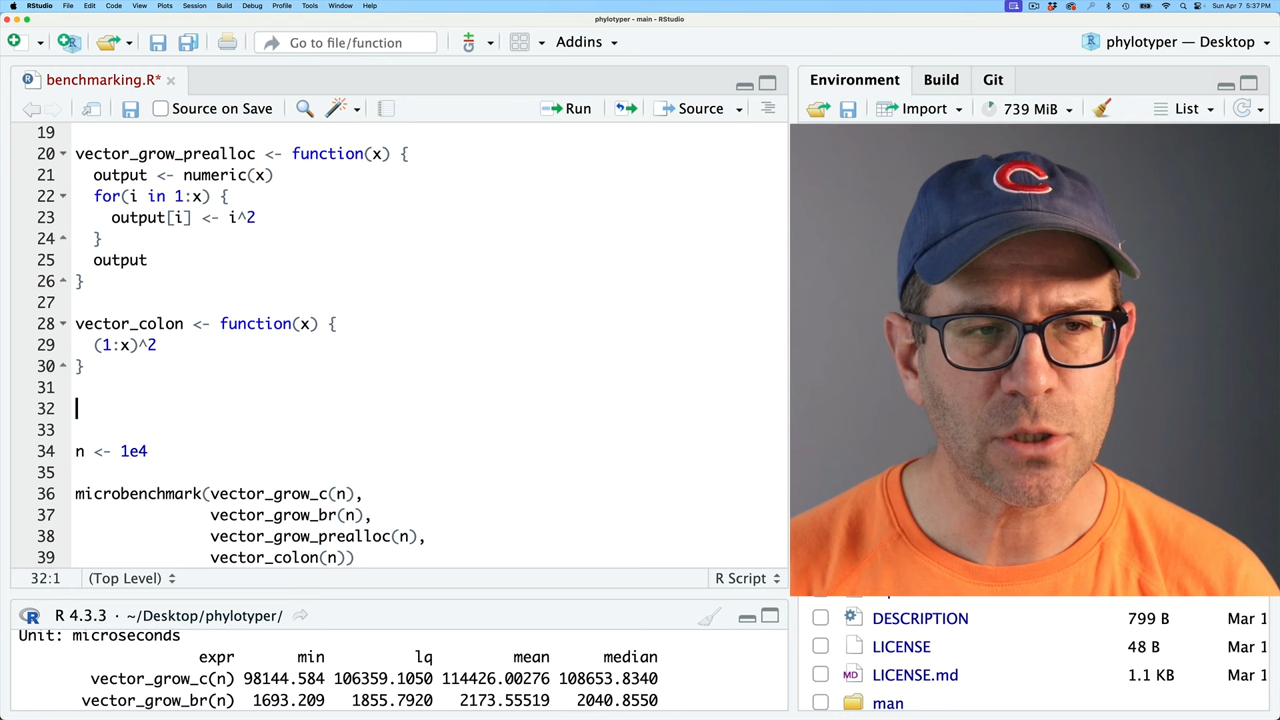 RStudio File Edit Code View Plots Session Build Debug Profile Tools Window Help Sun Apr 7 5:37 PM
phylotyper - main - RStudio
Go to file/function Addins phylotyper — Desktop
benchmarking.R*
Source on Save Run Source
19
20 vector_grow_prealloc <- function(x) {
21 output <- numeric(x)
22 for(i in 1:x) {
23 output[i] <- i^2
24 }
25 output
26 }
27
28 vector_colon <- function(x) {
29 (1:x)^2
30 }
31
32
33
34 n <- 1e4
35
36 microbenchmark(vector_grow_c(n),
37 vector_grow_br(n),
38 vector_grow_prealloc(n),
39 vector_colon(n))
32:1 (Top Level) R Script
R 4.3.3 · ~/Desktop/phylotyper/
Unit: microseconds
expr min lq mean median
vector_grow_c(n) 98144.584 106359.1050 114426.00276 108653.8340
vector_grow_br(n) 1693.209 1855.7920 2173.55519 2040.8550
Environment Build Git
Import 739 MiB List
C
DESCRIPTION 799 B Mar 1
LICENSE 48 B Mar 1
MD LICENSE.md 1.1 KB Mar 1
man